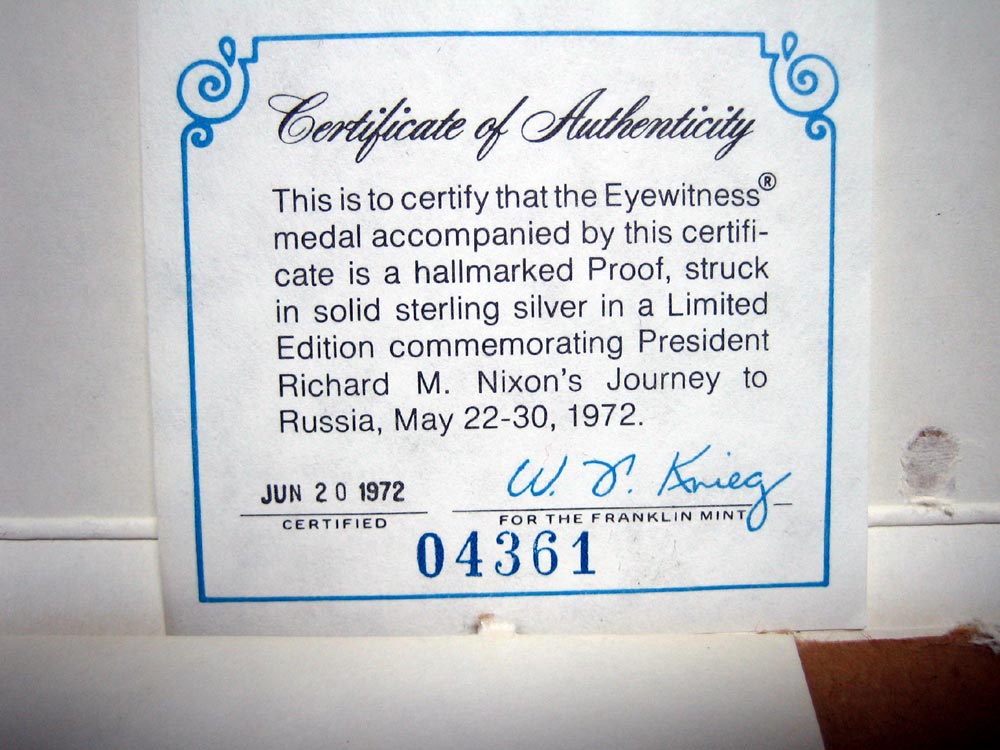 Certificate of Authenticity
This is to certify that the Eyewitness®
medal accompanied by this certifi-
cate is a hallmarked Proof, struck
in solid sterling silver in a Limited
Edition commemorating President
Richard M. Nixon's Journey to
Russia, May 22-30, 1972.
JUN 20 1972
CERTIFIED
W. F. Krieg
FOR THE FRANKLIN MINT
04361